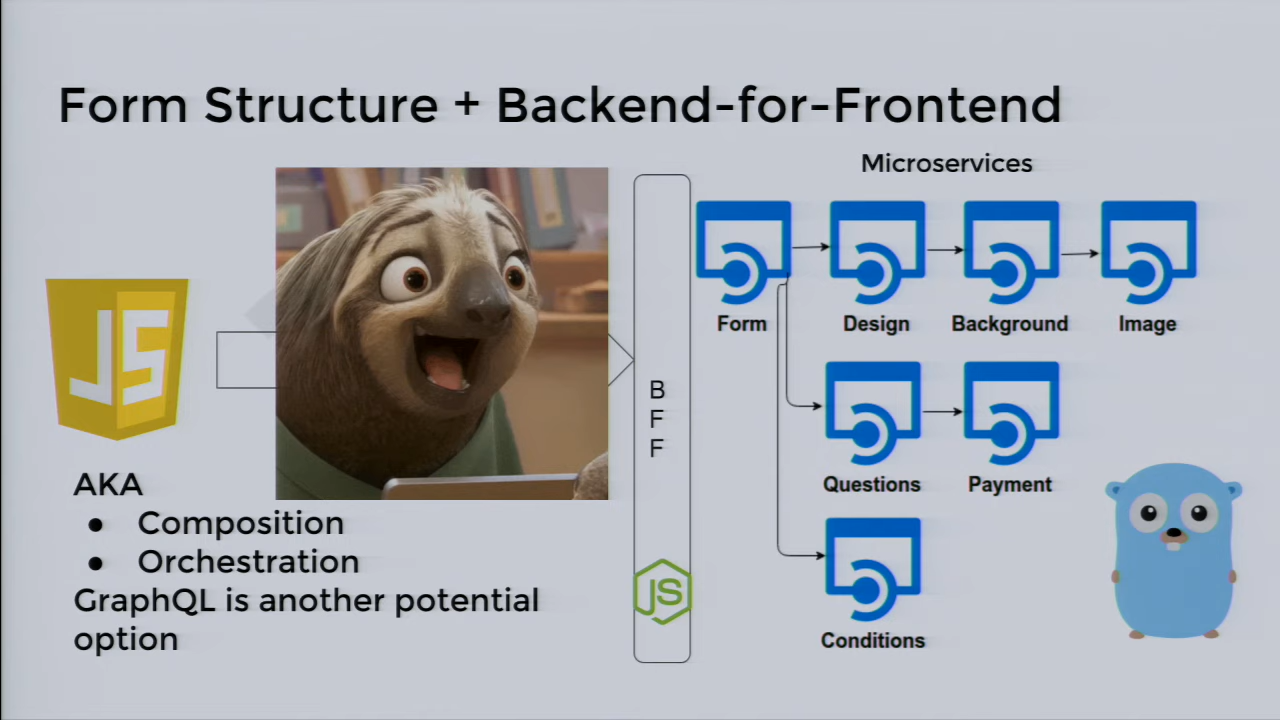 Form Structure + Backend-for-Frontend
Microservices
JS
B
F
F
JS
Form
Design
Background
Image
Questions
Payment
Conditions
AKA
● Composition
● Orchestration
GraphQL is another potential
option